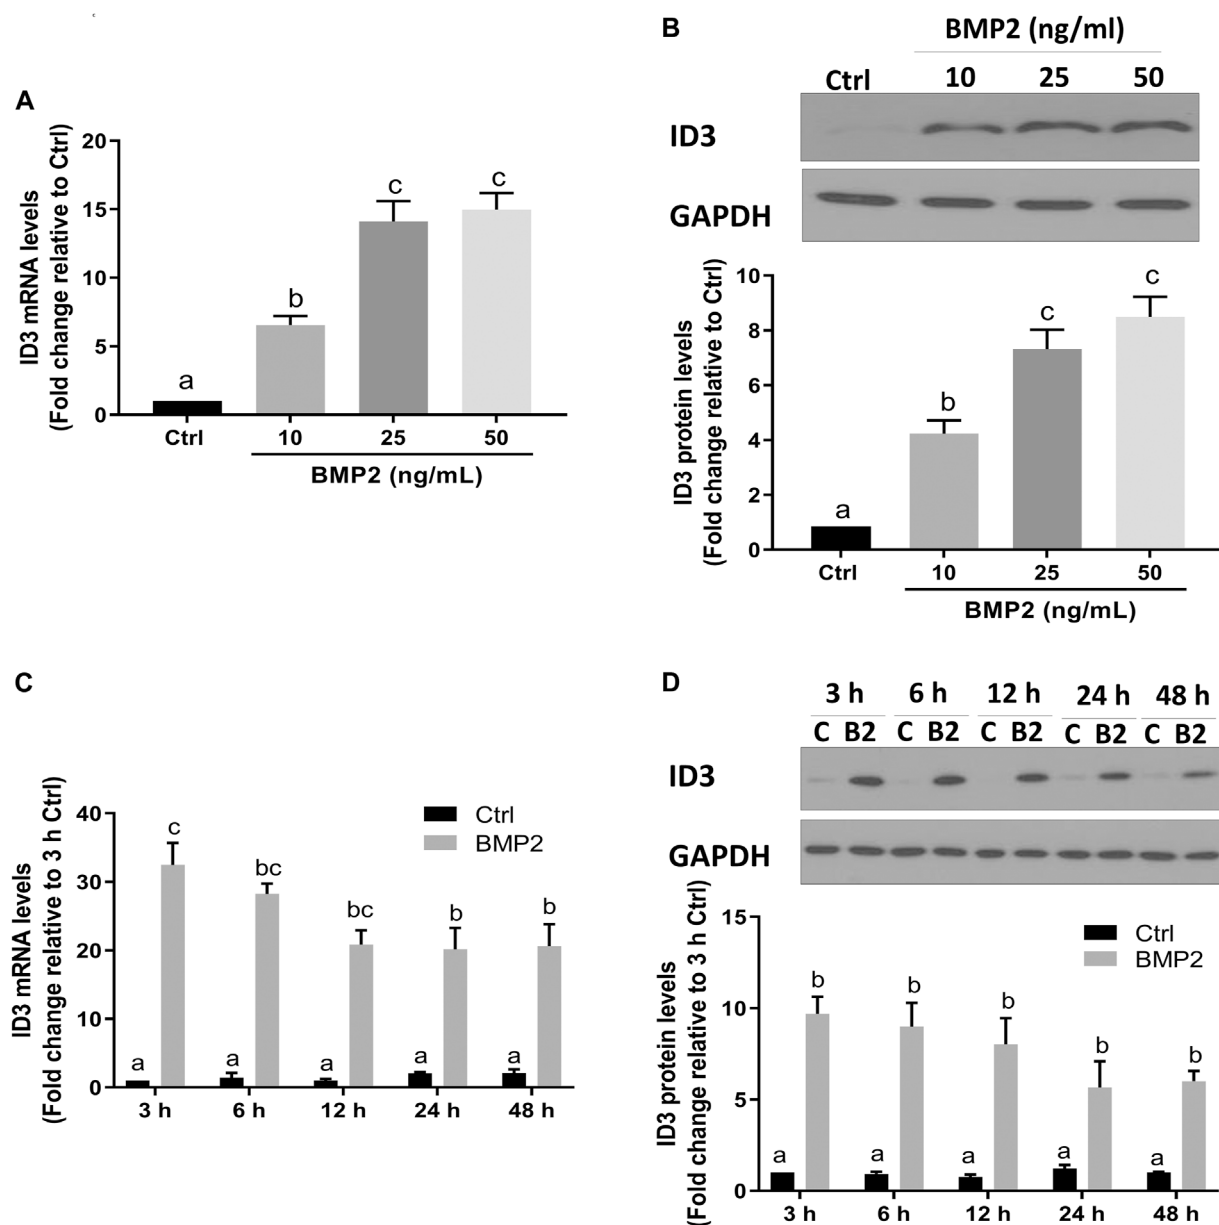 A
ID3 mRNA levels
(Fold change relative to Ctrl)
20
15
10
5
0
a
b
c
c
Ctrl
10
25
50
BMP2 (ng/mL)
B
BMP2 (ng/ml)
Ctrl
10
25
50
ID3
GAPDH
ID3 protein levels
(Fold change relative to Ctrl)
10
8
6
4
2
0
a
b
c
c
Ctrl
10
25
50
BMP2 (ng/mL)
C
ID3 mRNA levels
(Fold change relative to 3 h Ctrl)
40
30
20
10
0
Ctrl
BMP2
a
c
a
bc
a
bc
a
b
a
b
3 h
6 h
12 h
24 h
48 h
D
3 h
6 h
12 h
24 h
48 h
C B2 C B2 C B2 C B2 C B2
ID3
GAPDH
ID3 protein levels
(Fold change relative to 3 h Ctrl)
15
10
5
0
Ctrl
BMP2
a
b
a
b
a
b
a
b
a
b
3 h
6 h
12 h
24 h
48 h